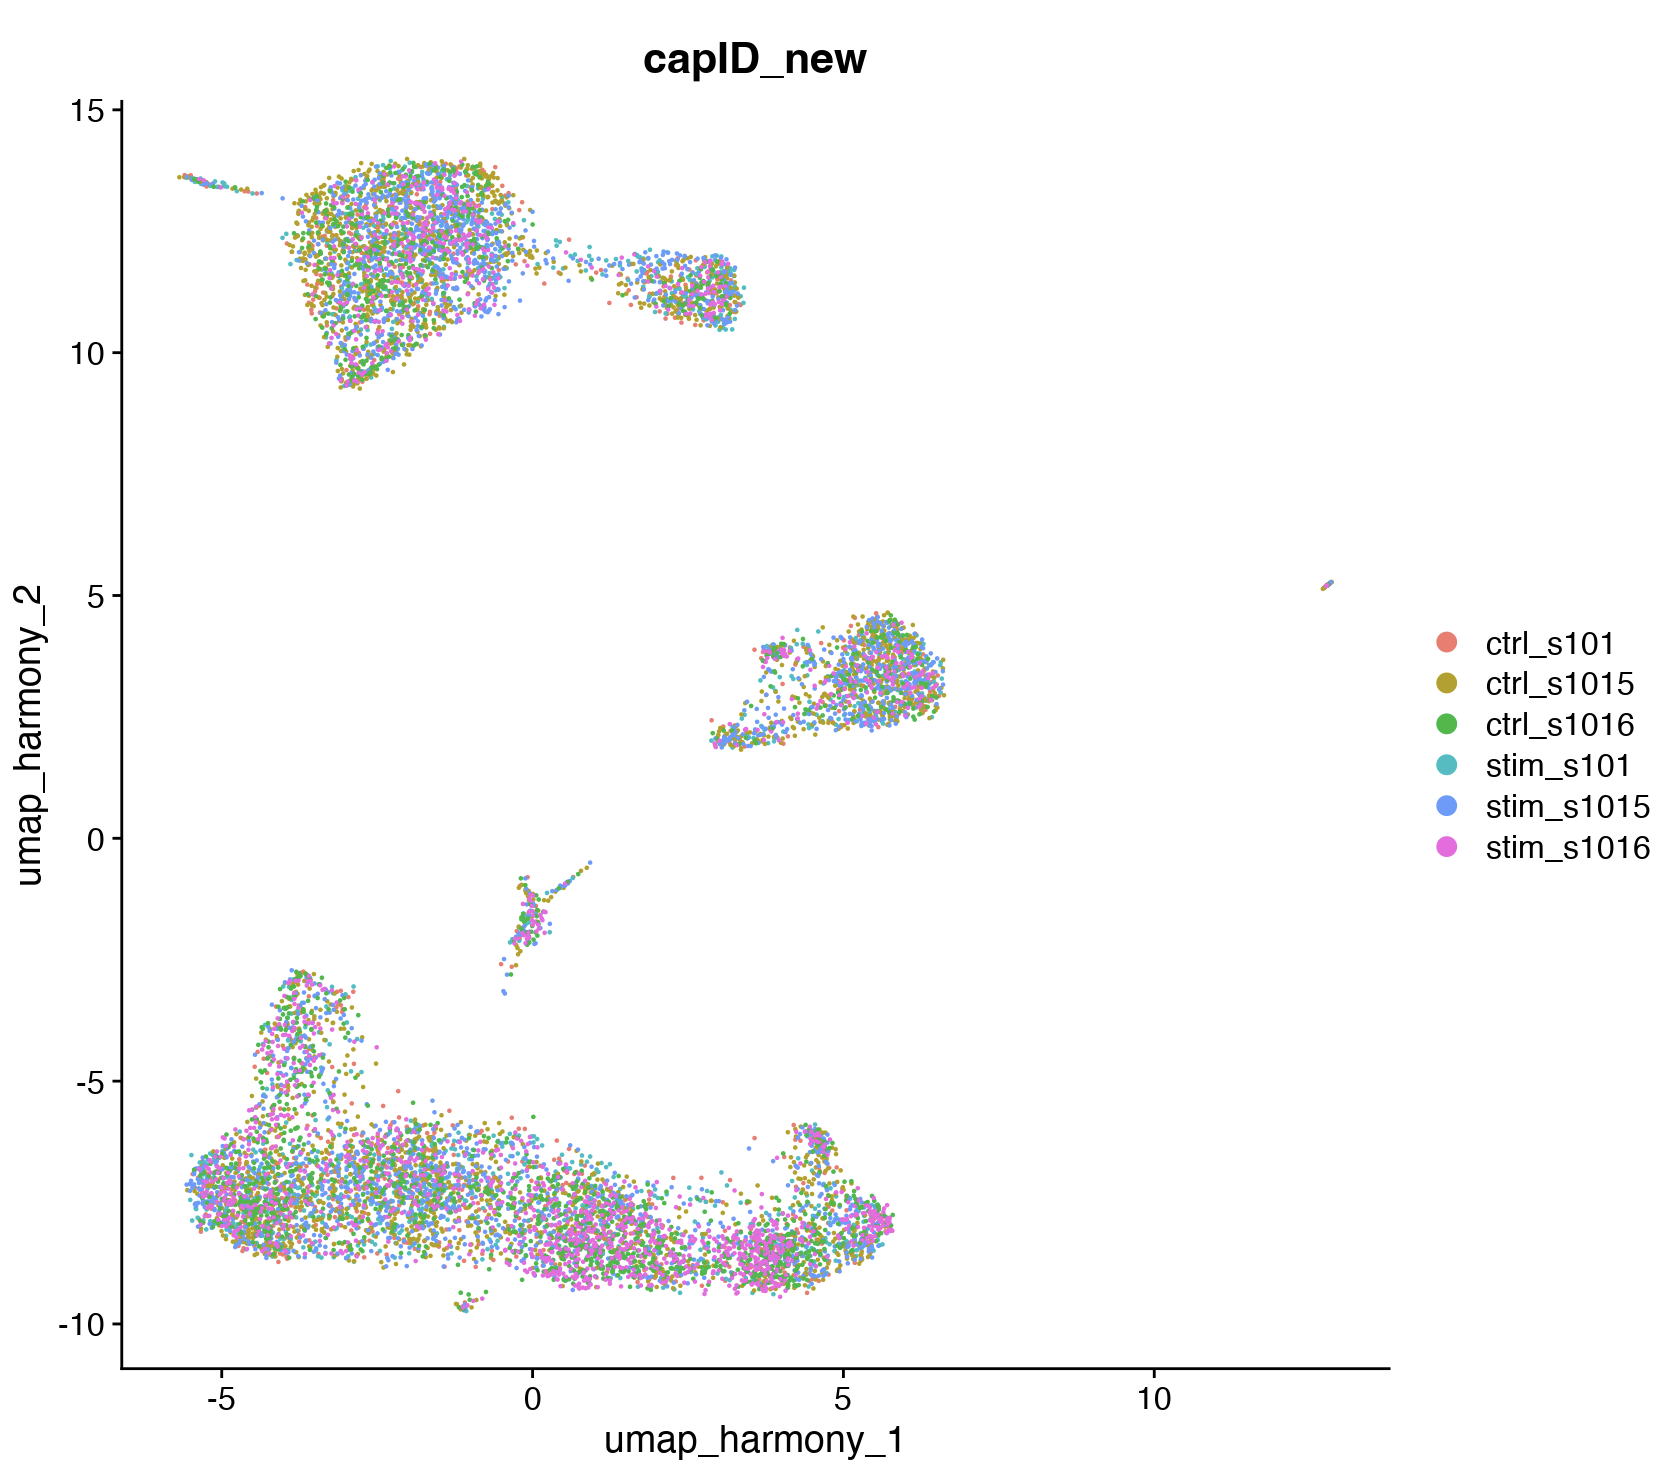 capID_new
15
10
5
0
-5
-10
umap_harmony_2
-5
0
5
10
umap_harmony_1
ctrl_s101
ctrl_s1015
ctrl_s1016
stim_s101
stim_s1015
stim_s1016